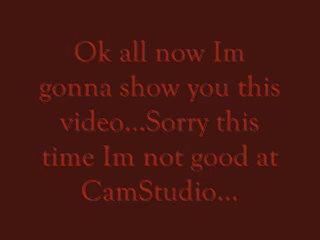 Ok all now Im
gonna show you this
video...Sorry this
time Im not good at
CamStudio...